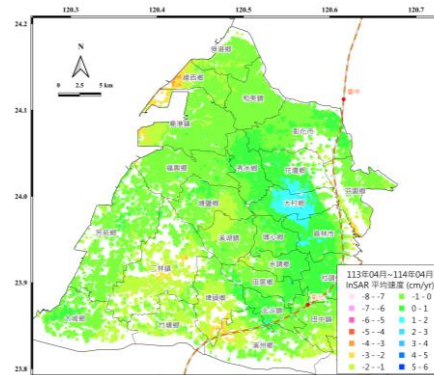 120.3 120.4 120.5 120.6 120.7
24.2
24.1
24.0
23.9
23.8
N
0 2.5 5 km
伸港鄉
線西鄉
和美鎮
鹿港鎮
彰化市
福興鄉
秀水鄉
花壇鄉
芬園鄉
大村鄉
埔鹽鄉
芳苑鄉
溪湖鎮
埔心鄉
員林市
二林鎮
永靖鄉
社頭
田尾鄉
埤頭鄉
大城鄉
竹塘鄉
北斗鎮
田中鎮
溪州鄉
113年04月~114年04月
InSAR 平均速度 (cm/yr)
-8 - -7
-7 - -6
-6 - -5
-5 - -4
-4 - -3
-3 - -2
-2 - -1
-1 - 0
0 - 1
1 - 2
2 - 3
3 - 4
4 - 5
5 - 6